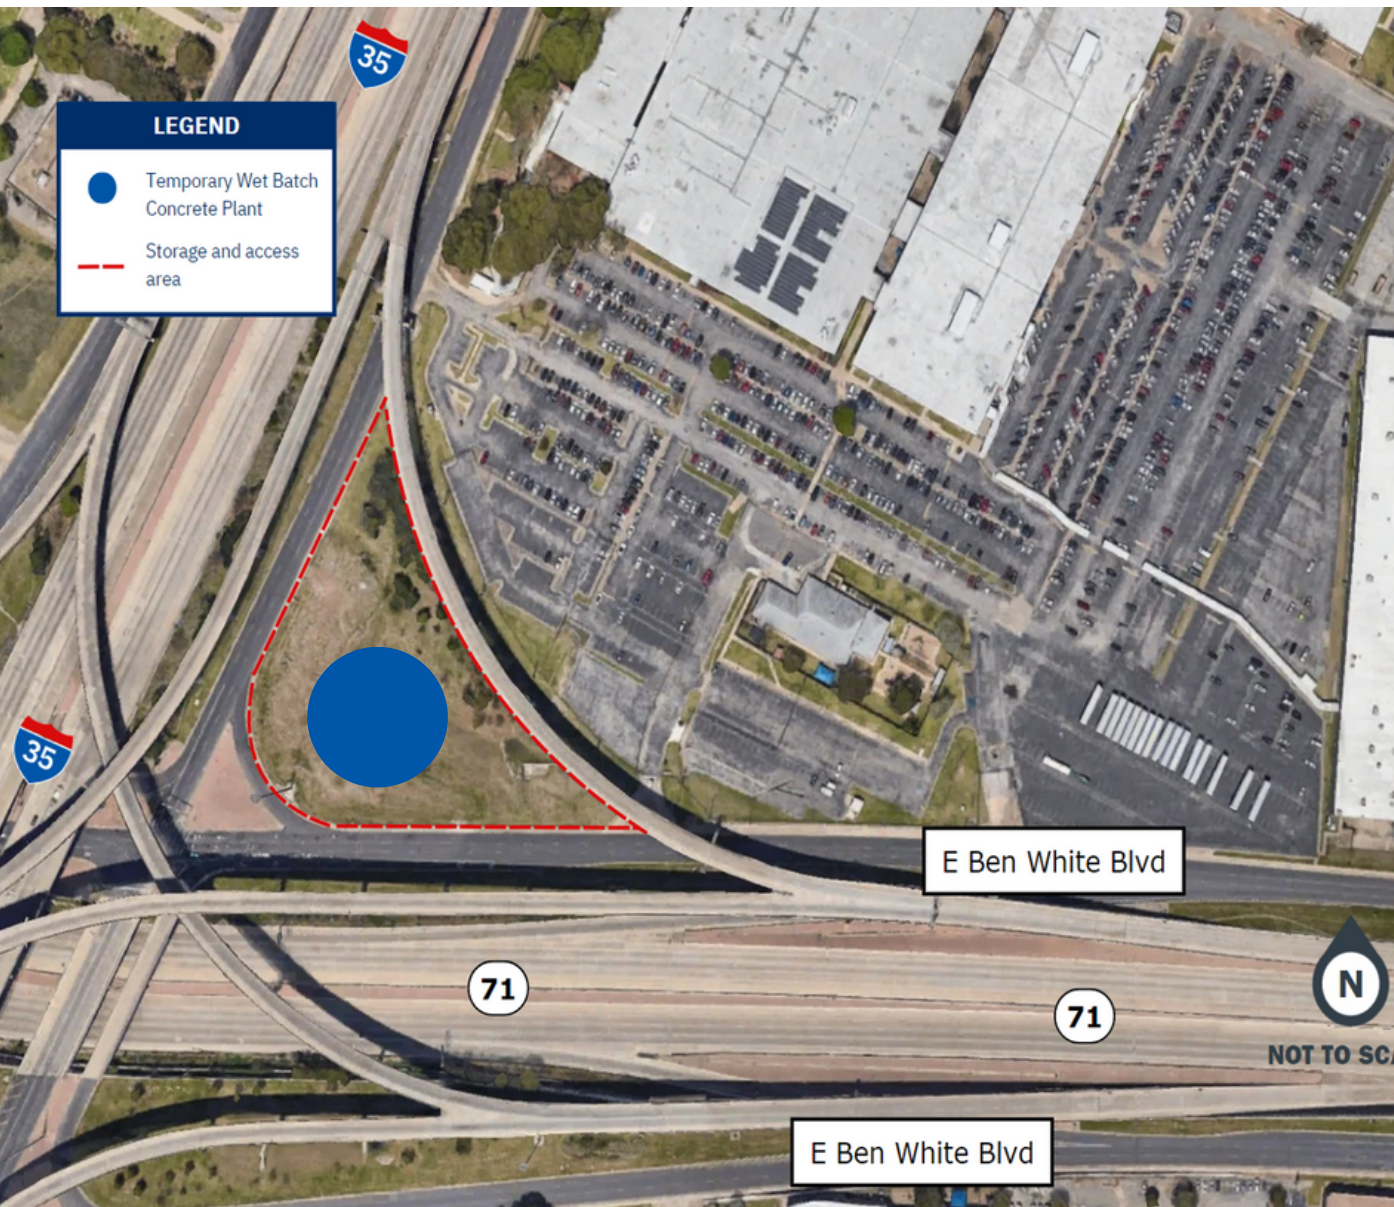 35
LEGEND
Temporary Wet Batch
Concrete Plant
Storage and access
area
35
E Ben White Blvd
71
71
N
NOT TO SCA
E Ben White Blvd